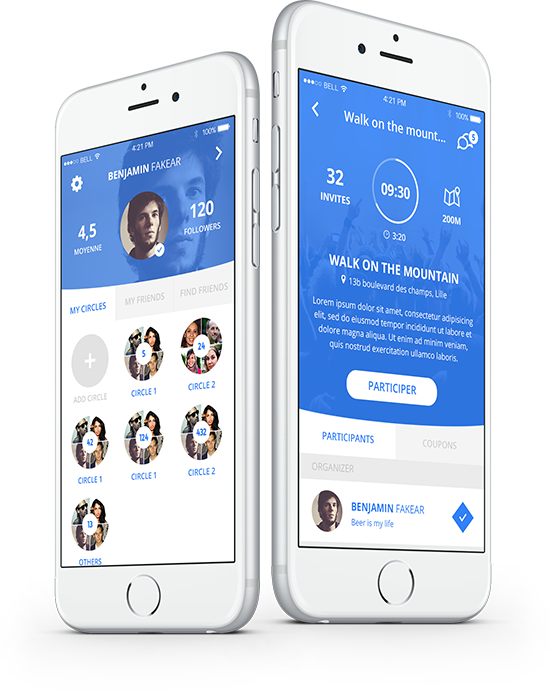 ●●●○○ BELL
4:21 PM
100%
BENJAMIN FAKEAR
4,5
MOYENNE
120
FOLLOWERS
MY CIRCLES
MY FRIENDS
FIND FRIENDS
+
ADD CIRCLE
5
CIRCLE 1
24
CIRCLE 2
42
CIRCLE 1
124
CIRCLE 1
432
CIRCLE 2
13
OTHERS
●●●○○ BELL
4:21 PM
100%
Walk on the mount...
5
32
INVITES
09:30
200M
3:20
WALK ON THE MOUNTAIN
13b boulevard des champs, Lille
Lorem ipsum dolor sit amet, consectetur adipisicing
elit, sed do eiusmod tempor incididunt ut labore et
dolore magna aliqua. Ut enim ad minim veniam,
quis nostrud exercitation ullamco laboris.
PARTICIPER
PARTICIPANTS
COUPONS
ORGANIZER
BENJAMIN FAKEAR
Beer is my life